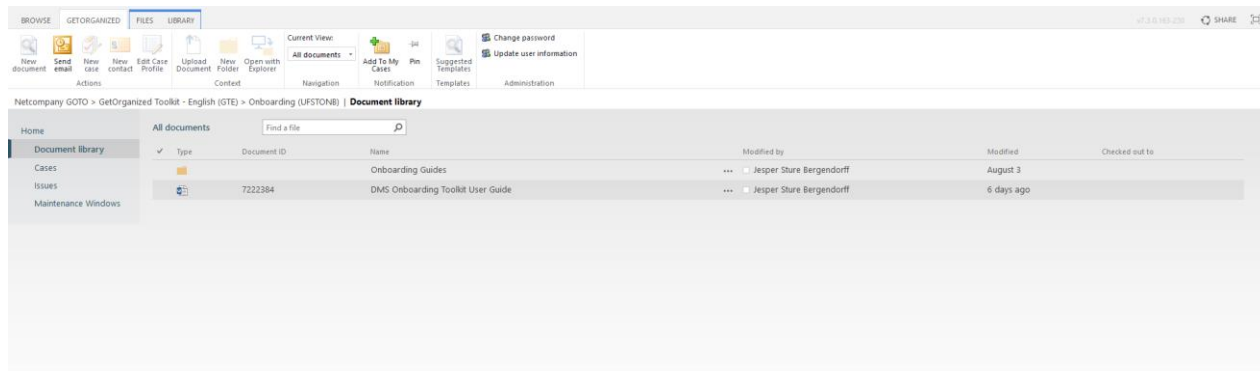 BROWSE GETORGANIZED FILES LIBRARY SHARE
Current View:
All documents
New document
Send email
New case
New contact
Edit Case Profile
Upload Document
New Folder
Open with Explorer
Add To My Cases
Pin
Suggested Templates
Change password
Update user information
Actions Context Navigation Notification Templates Administration
Netcompany GOTO > GetOrganized Toolkit - English (GTE) > Onboarding (UFSTONB) | Document library
Home
Document library
Cases
Issues
Maintenance Windows
All documents Find a file
Type Document ID Name Modified by Modified Checked out to
Onboarding Guides ... Jesper Sture Bergendorff August 3
7222384 DMS Onboarding Toolkit User Guide ... Jesper Sture Bergendorff 6 days ago